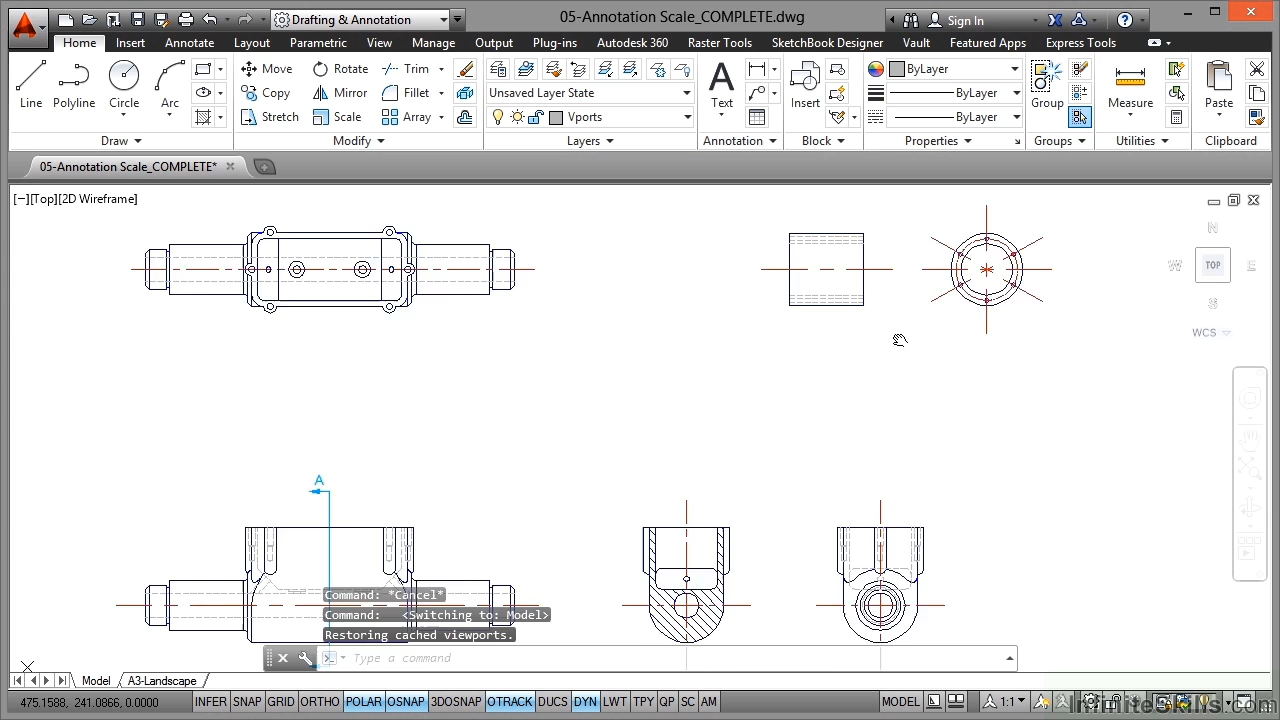 Drafting & Annotation
05-Annotation Scale_COMPLETE.dwg
Sign In
Home Insert Annotate Layout Parametric View Manage Output Plug-ins Autodesk 360 Raster Tools SketchBook Designer Vault Featured Apps Express Tools
Line Polyline Circle Arc
Move Rotate Trim
Copy Mirror Fillet
Stretch Scale Array
Unsaved Layer State
Vports
Text
Insert
ByLayer
ByLayer
ByLayer
Group
Measure
Paste
Draw Modify Layers Annotation Block Properties Groups Utilities Clipboard
05-Annotation Scale_COMPLETE*
[−][Top][2D Wireframe]
N
W TOP E
S
WCS
A
Command: *Cancel*
Command: <Switching to: Model>
Restoring cached viewports.
Type a command
Model A3-Landscape
475.1588, 241.0866, 0.0000 INFER SNAP GRID ORTHO POLAR OSNAP 3DOSNAP OTRACK DUCS DYN LWT TPY QP SC AM MODEL 1:1
InfiniteSkills.com